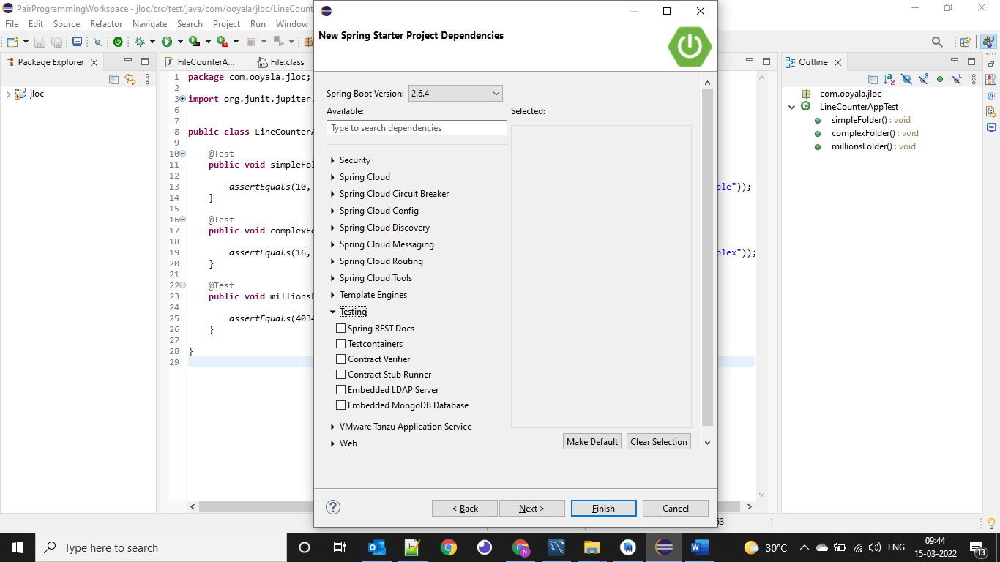 PairProgrammingWorkspace - jloc/src/test/java/com/ooyala/jloc/LineCount
File Edit Source Refactor Navigate Search Project Run Window
Package Explorer
jloc
FileCounterA...
File.class
1 package com.ooyala.jloc;
2
3 import org.junit.jupiter.
6
7
8 public class LineCounterA
9
10 @Test
11 public void simpleFol
12
13 assertEquals(10, ple"));
14 }
15
16 @Test
17 public void complexFo
18
19 assertEquals(16, plex"));
20 }
21
22 @Test
23 public void millionsF
24
25 assertEquals(4034
26 }
27
28 }
29
New Spring Starter Project Dependencies
Spring Boot Version: 2.6.4
Available:
Selected:
Type to search dependencies
Security
Spring Cloud
Spring Cloud Circuit Breaker
Spring Cloud Config
Spring Cloud Discovery
Spring Cloud Messaging
Spring Cloud Routing
Spring Cloud Tools
Template Engines
Testing
Spring REST Docs
Testcontainers
Contract Verifier
Contract Stub Runner
Embedded LDAP Server
Embedded MongoDB Database
VMware Tanzu Application Service
Web
Make Default Clear Selection
< Back Next > Finish Cancel
Outline
com.ooyala.jloc
LineCounterAppTest
simpleFolder() : void
complexFolder() : void
millionsFolder() : void
Type here to search
30°C
ENG
09:44
15-03-2022
13